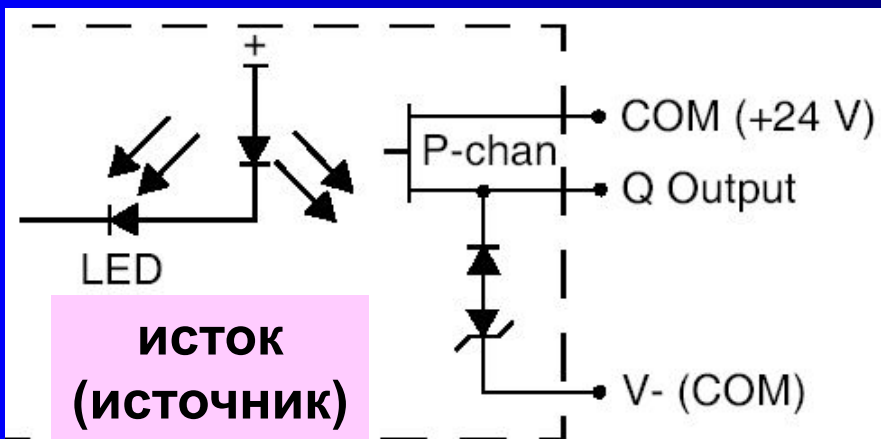 +
COM (+24 V)
P-chan
Q Output
LED
исток
(источник)
V- (COM)